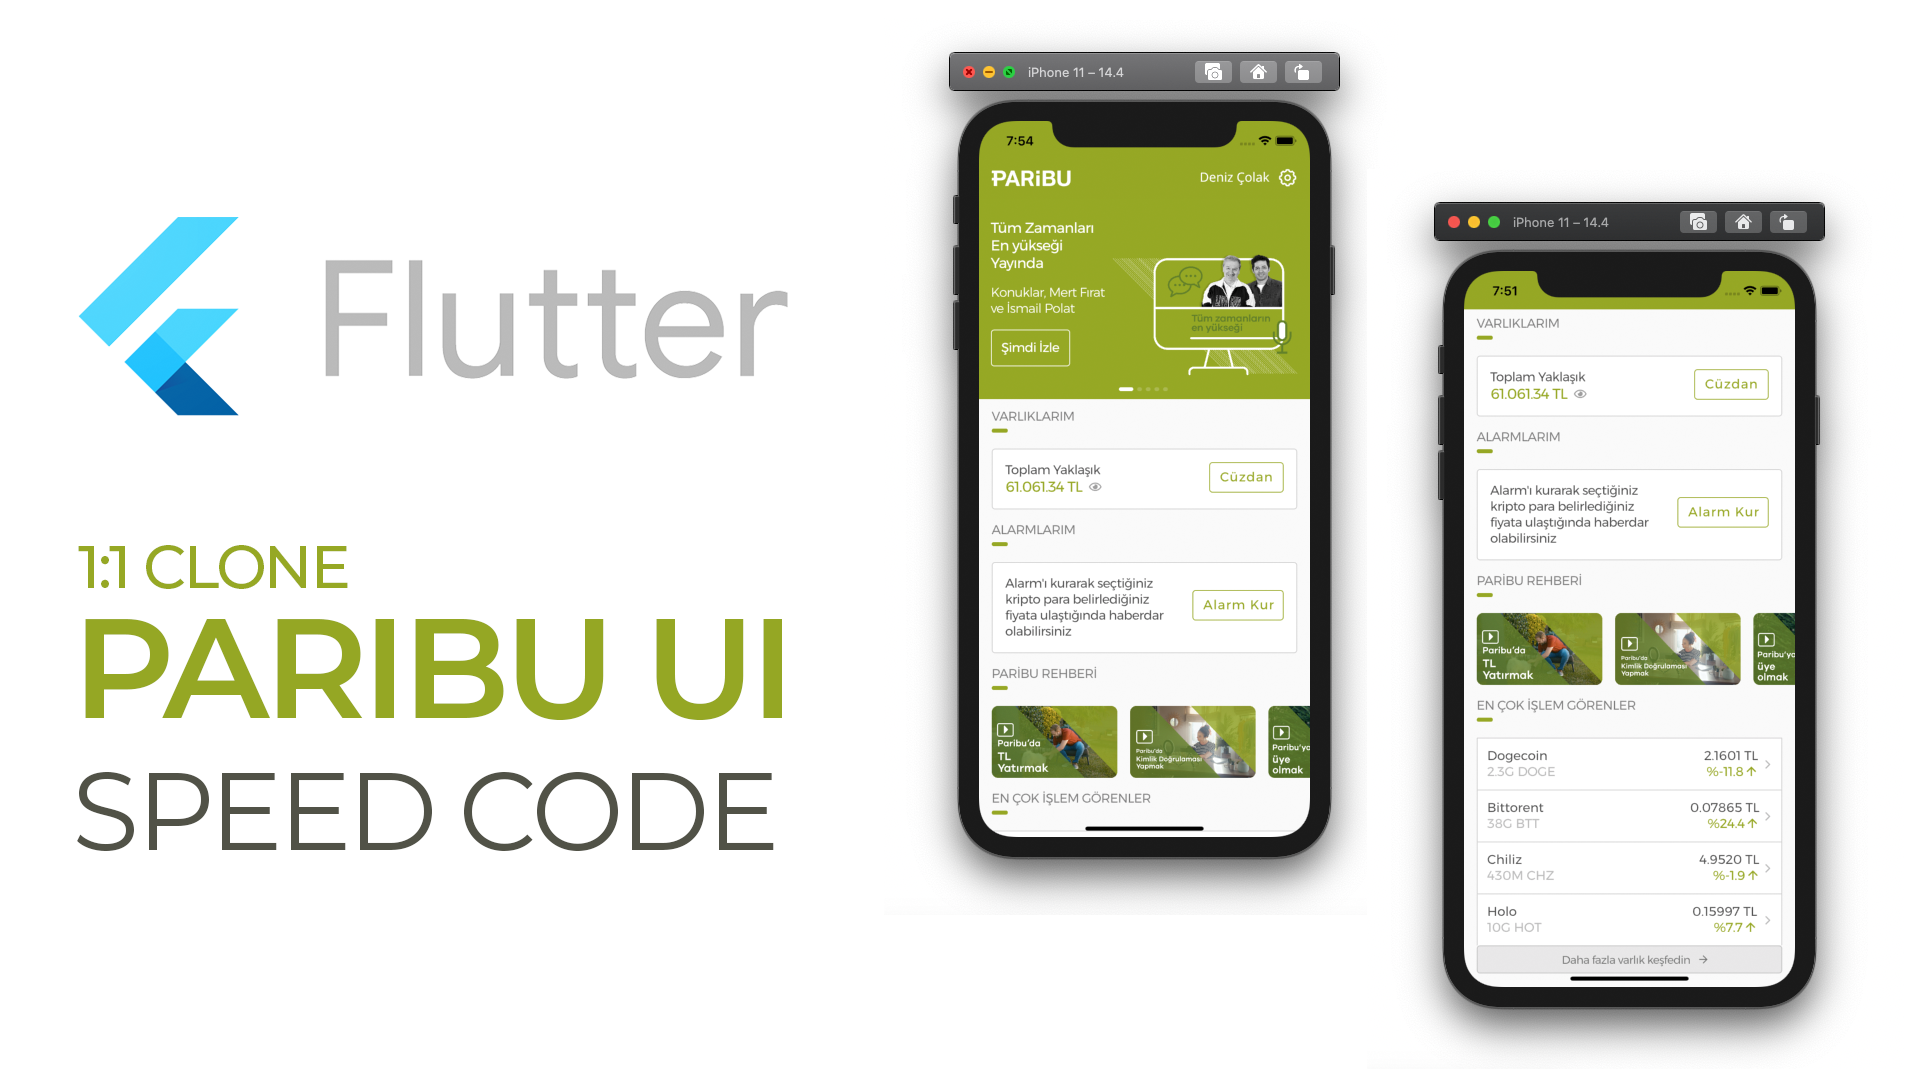 Flutter
1:1 CLONE
PARIBU UI
SPEED CODE
iPhone 11 – 14.4
7:54
PARiBU
Deniz Çolak
Tüm Zamanları
En yükseği
Yayında
Konuklar, Mert Fırat
ve İsmail Polat
Şimdi İzle
Tüm zamanların
en yükseği
VARLIKLARIM
Toplam Yaklaşık
61.061.34 TL
Cüzdan
ALARMLARIM
Alarm'ı kurarak seçtiğiniz
kripto para belirlediğiniz
fiyata ulaştığında haberdar
olabilirsiniz
Alarm Kur
PARİBU REHBERİ
Paribu'da
TL
Yatırmak
Paribu'da
Kimlik Doğrulaması
Yapmak
Paribu'ya
üye
olmak
EN ÇOK İŞLEM GÖRENLER
iPhone 11 – 14.4
7:51
VARLIKLARIM
Toplam Yaklaşık
61.061.34 TL
Cüzdan
ALARMLARIM
Alarm'ı kurarak seçtiğiniz
kripto para belirlediğiniz
fiyata ulaştığında haberdar
olabilirsiniz
Alarm Kur
PARİBU REHBERİ
Paribu'da
TL
Yatırmak
Paribu'da
Kimlik Doğrulaması
Yapmak
Paribu'ya
üye
olmak
EN ÇOK İŞLEM GÖRENLER
Dogecoin 2.1601 TL
2.3G DOGE %-11.8 ↑
Bittorent 0.07865 TL
38G BTT %24.4 ↑
Chiliz 4.9520 TL
430M CHZ %-1.9 ↑
Holo 0.15997 TL
10G HOT %7.7 ↑
Daha fazla varlık keşfedin →